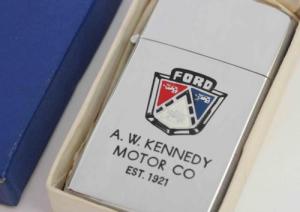 FORD
A. W. KENNEDY
MOTOR CO
EST. 1921